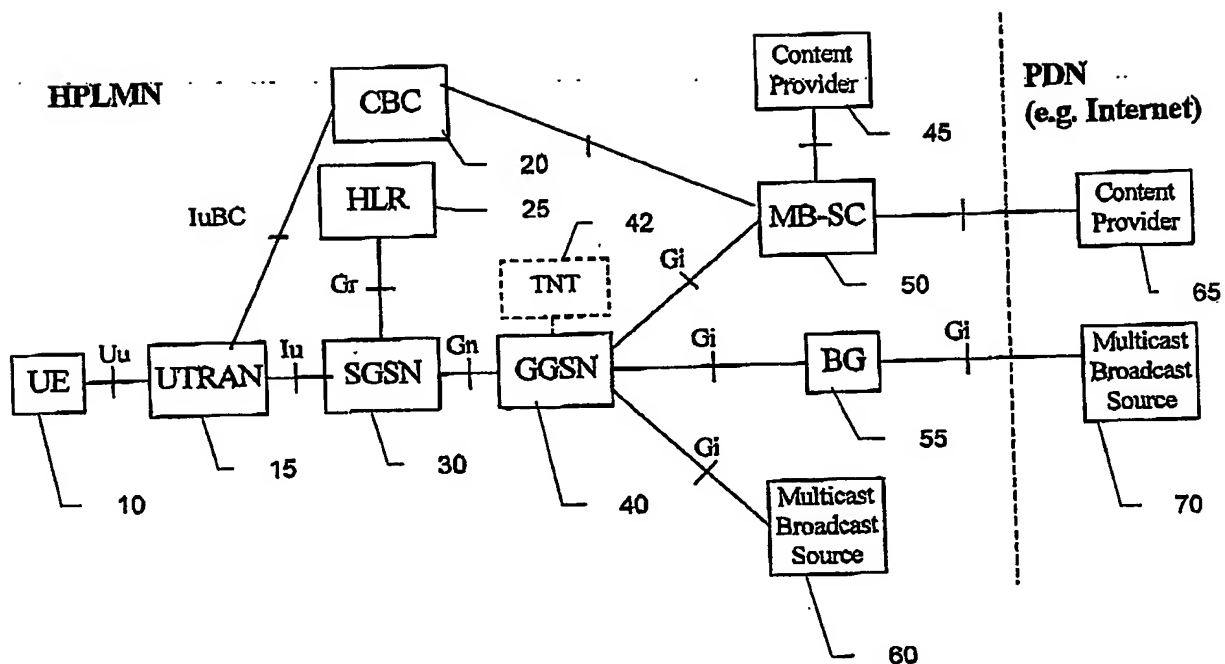 HPLMN
CBC
20
Content
Provider
45
PDN
(e.g. Internet)
IuBC
HLR
25
42
TNT
MB-SC
50
Content
Provider
65
Gr
Gi
Uu
Iu
Gn
Gi
Gi
UE
10
UTRAN
15
SGSN
30
GGSN
40
BG
55
Multicast
Broadcast
Source
70
Gi
Multicast
Broadcast
Source
60